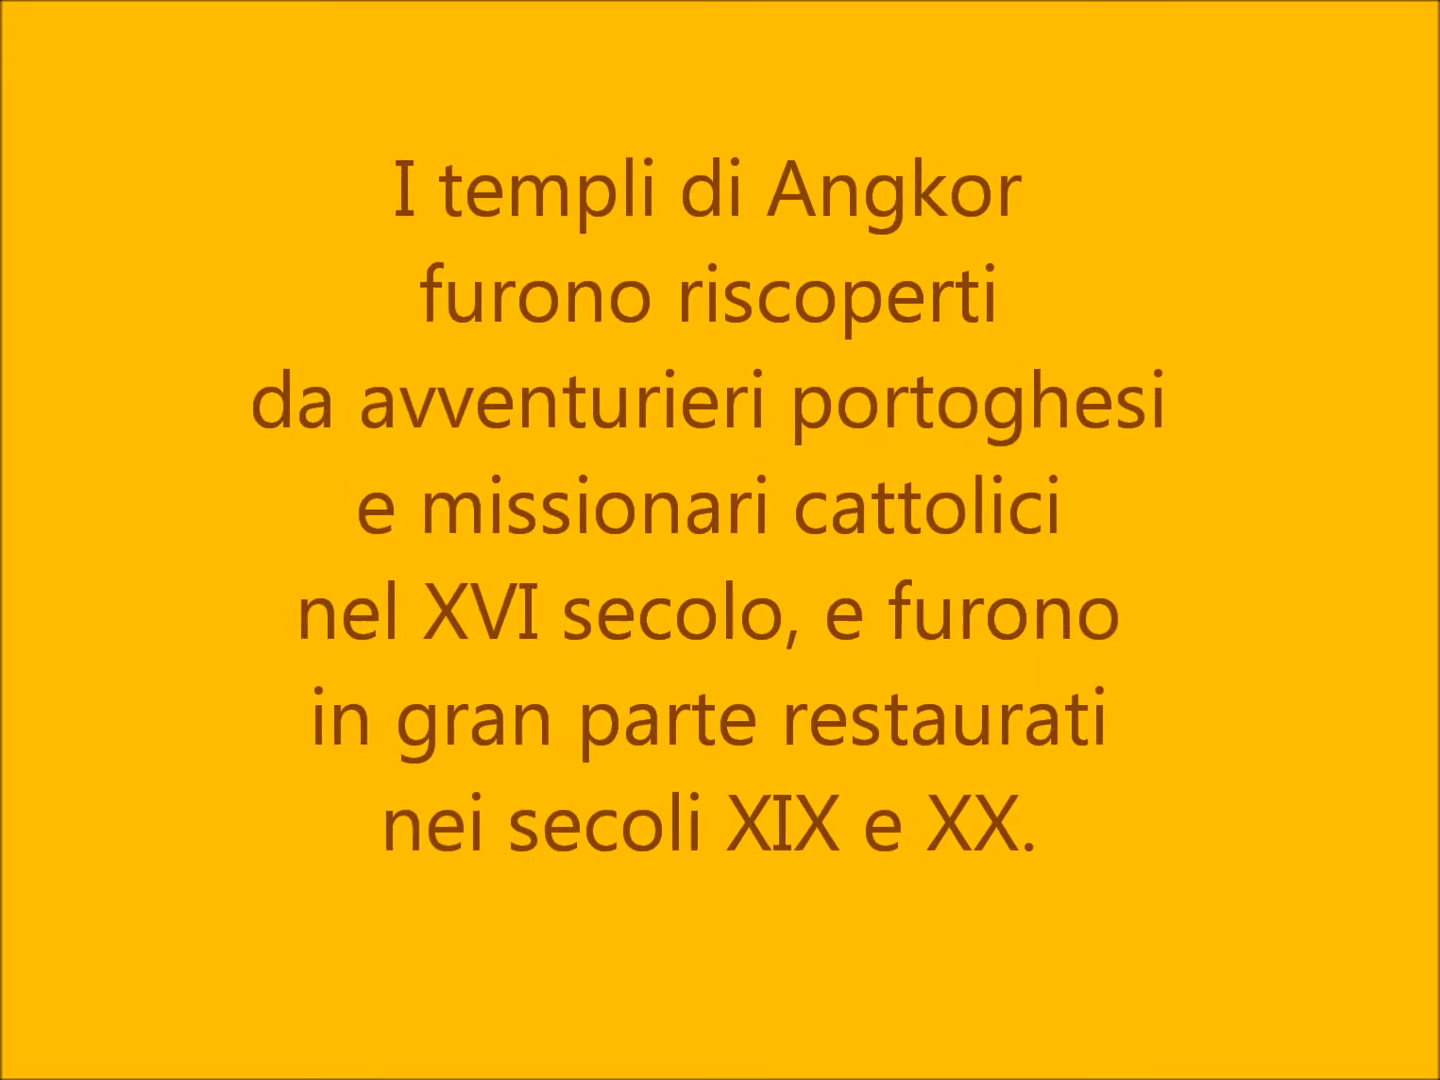 I templi di Angkor
furono riscoperti
da avventurieri portoghesi
e missionari cattolici
nel XVI secolo, e furono
in gran parte restaurati
nei secoli XIX e XX.